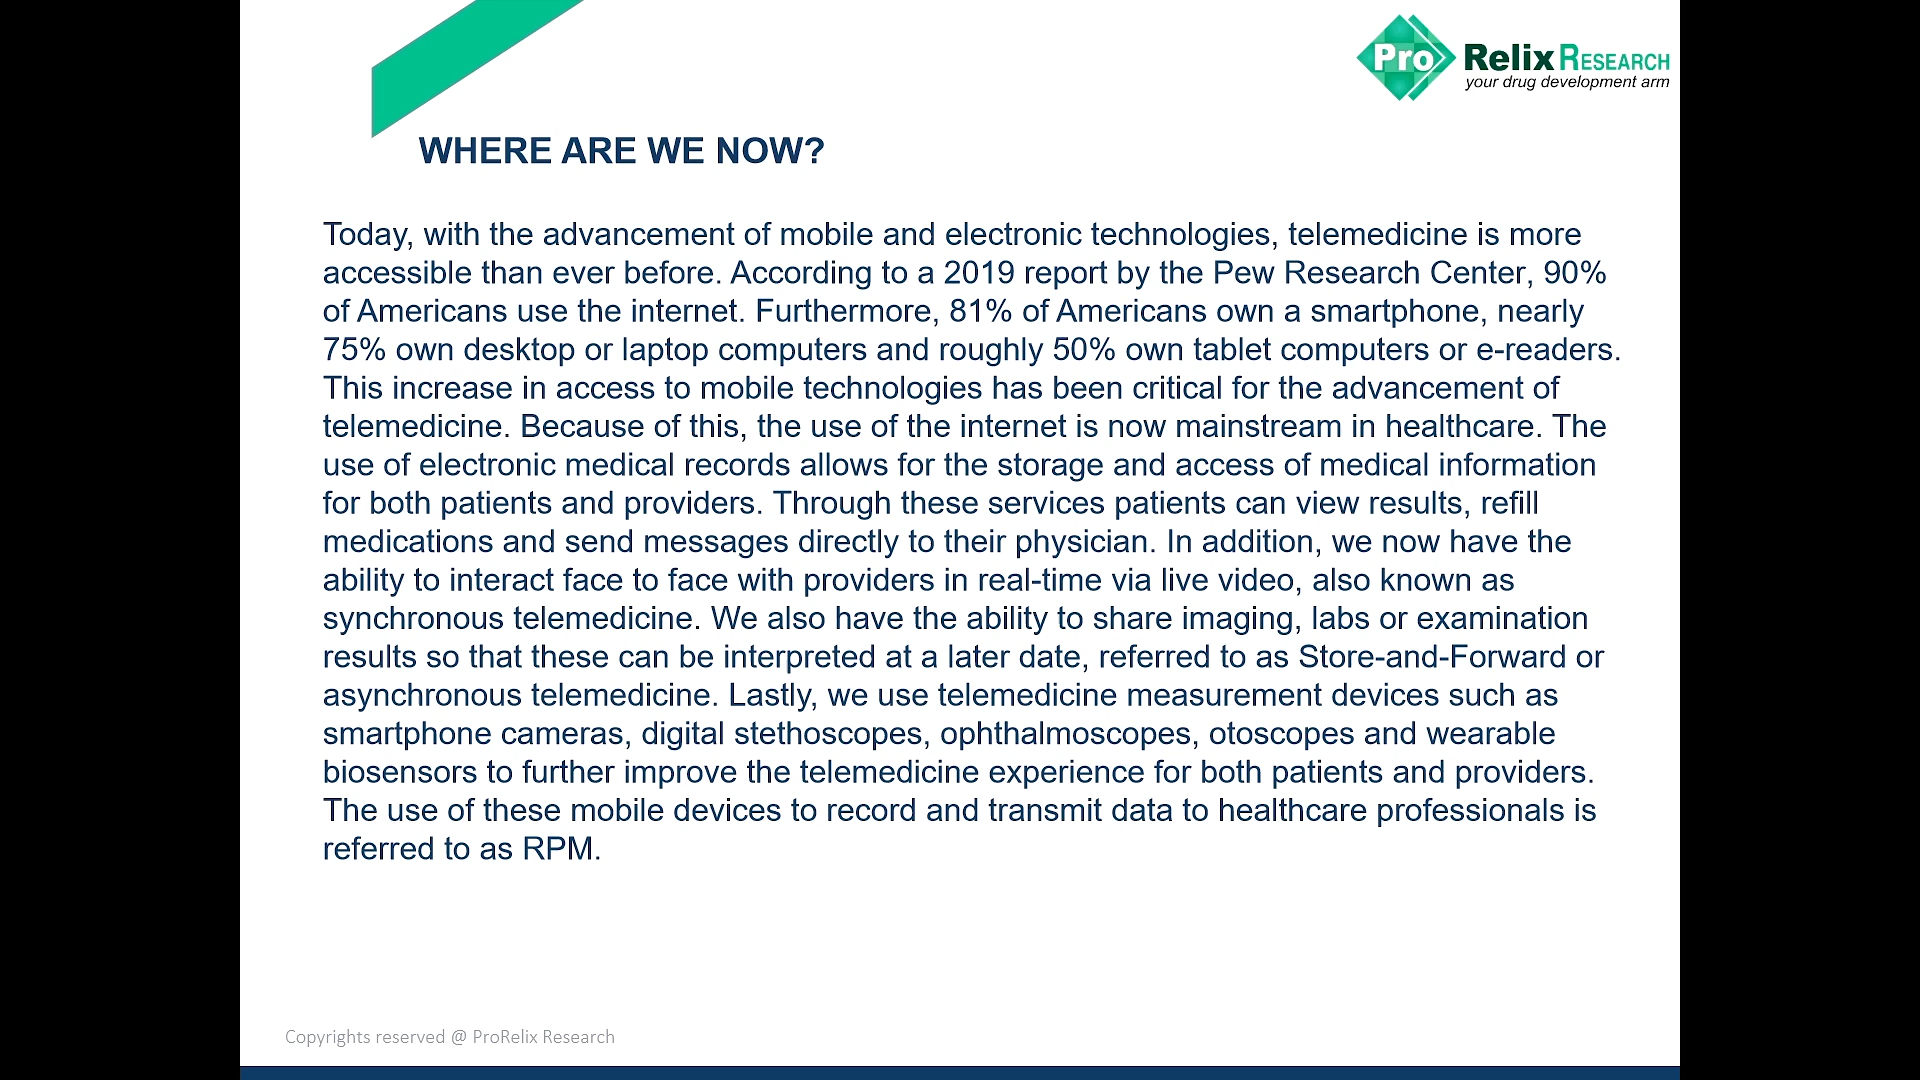 Pro Relix RESEARCH
your drug development arm
WHERE ARE WE NOW?
Today, with the advancement of mobile and electronic technologies, telemedicine is more
accessible than ever before. According to a 2019 report by the Pew Research Center, 90%
of Americans use the internet. Furthermore, 81% of Americans own a smartphone, nearly
75% own desktop or laptop computers and roughly 50% own tablet computers or e-readers.
This increase in access to mobile technologies has been critical for the advancement of
telemedicine. Because of this, the use of the internet is now mainstream in healthcare. The
use of electronic medical records allows for the storage and access of medical information
for both patients and providers. Through these services patients can view results, refill
medications and send messages directly to their physician. In addition, we now have the
ability to interact face to face with providers in real-time via live video, also known as
synchronous telemedicine. We also have the ability to share imaging, labs or examination
results so that these can be interpreted at a later date, referred to as Store-and-Forward or
asynchronous telemedicine. Lastly, we use telemedicine measurement devices such as
smartphone cameras, digital stethoscopes, ophthalmoscopes, otoscopes and wearable
biosensors to further improve the telemedicine experience for both patients and providers.
The use of these mobile devices to record and transmit data to healthcare professionals is
referred to as RPM.
Copyrights reserved @ ProRelix Research